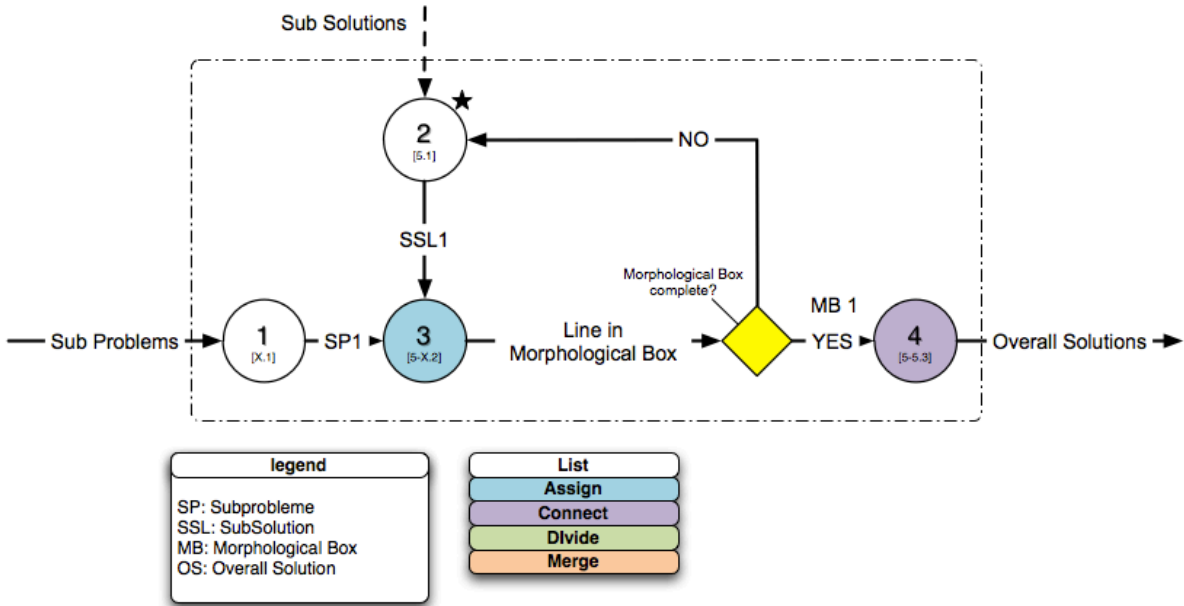 Sub Solutions
2
[5.1]
NO
SSL1
Morphological Box
complete?
MB 1
Sub Problems
1
[X.1]
SP1
3
[5-X.2]
Line in
Morphological Box
YES
4
[5-5.3]
Overall Solutions
legend
SP: Subprobleme
SSL: SubSolution
MB: Morphological Box
OS: Overall Solution
List
Assign
Connect
DIvide
Merge